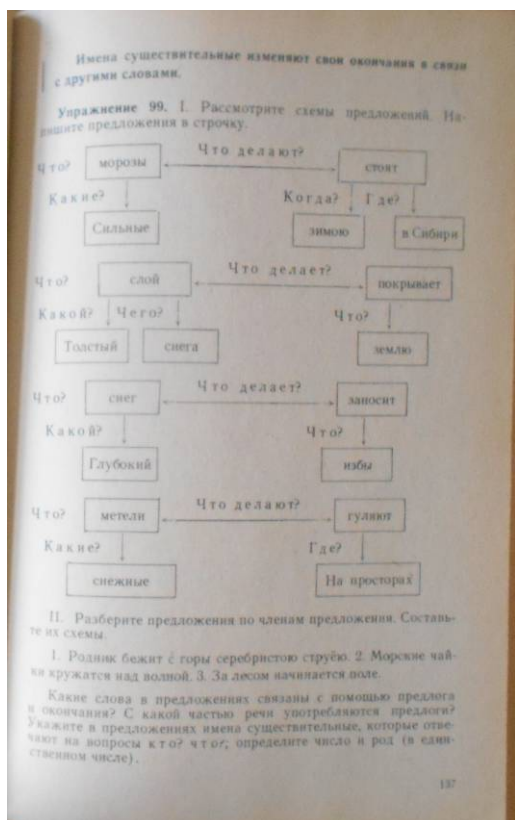 Имена существительные изменяют свои окончания в связи
с другими словами.
Упражнение 99. I. Рассмотрите схемы предложений. На-
пишите предложения в строчку.
Что? морозы Что делают? стоят
Какие? Когда? Где?
Сильные зимою в Сибири
Что? слой Что делает? покрывает
Какой? Чего? Что?
Толстый снега землю
Что? снег Что делает? заносит
Какой? Что?
Глубокий избы
Что? метели Что делают? гуляют
Какие? Где?
снежные На просторах
II. Разберите предложения по членам предложения. Составь-
те их схемы.
1. Родник бежит с горы серебристою струёю. 2. Морские чай-
ки кружатся над волной. 3. За лесом начинается поле.
Какие слова в предложениях связаны с помощью предлога
и окончания? С какой частью речи употребляются предлоги?
Укажите в предложениях имена существительные, которые отве-
чают на вопросы кто? что?, определите число и род (в един-
ственном числе).
137